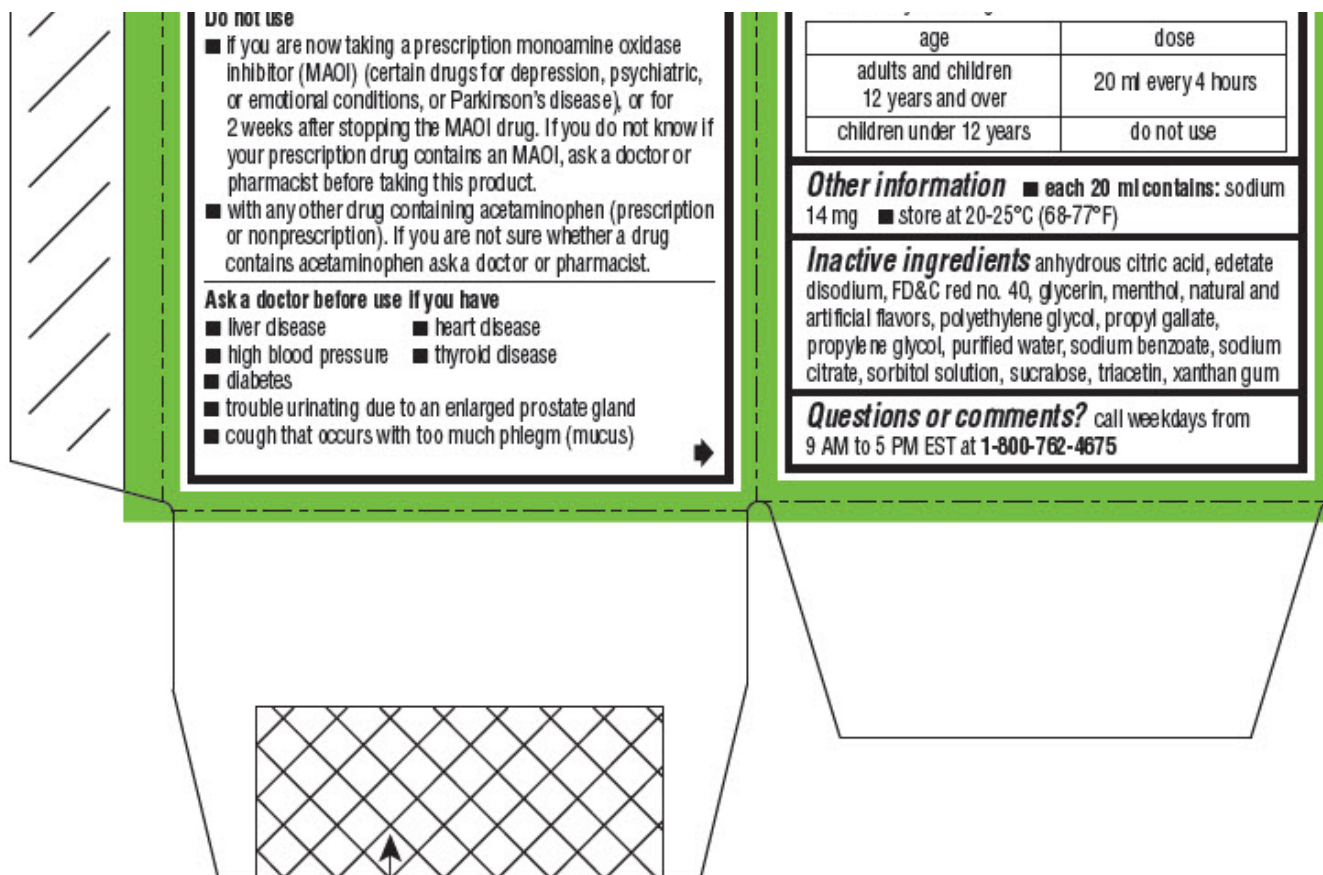 Do not use
■ if you are now taking a prescription monoamine oxidase
inhibitor (MAOI) (certain drugs for depression, psychiatric,
or emotional conditions, or Parkinson's disease), or for
2 weeks after stopping the MAOI drug. If you do not know if
your prescription drug contains an MAOI, ask a doctor or
pharmacist before taking this product.
■ with any other drug containing acetaminophen (prescription
or nonprescription). If you are not sure whether a drug
contains acetaminophen ask a doctor or pharmacist.
Ask a doctor before use if you have
■ liver disease ■ heart disease
■ high blood pressure ■ thyroid disease
■ diabetes
■ trouble urinating due to an enlarged prostate gland
■ cough that occurs with too much phlegm (mucus)
age dose
adults and children
12 years and over 20 ml every 4 hours
children under 12 years do not use
Other information ■ each 20 ml contains: sodium
14 mg ■ store at 20-25°C (68-77°F)
Inactive ingredients anhydrous citric acid, edetate
disodium, FD&C red no. 40, glycerin, menthol, natural and
artificial flavors, polyethylene glycol, propyl gallate,
propylene glycol, purified water, sodium benzoate, sodium
citrate, sorbitol solution, sucralose, triacetin, xanthan gum
Questions or comments? call weekdays from
9 AM to 5 PM EST at 1-800-762-4675